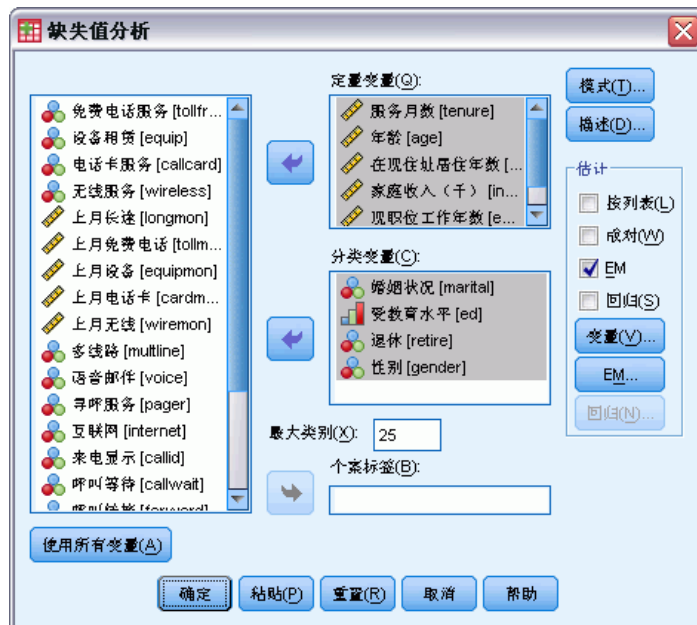 缺失值分析
免费电话服务 [tollfr...
设备租赁 [equip]
电话卡服务 [callcard]
无线服务 [wireless]
上月长途 [longmon]
上月免费电话 [tollm...
上月设备 [equipmon]
上月电话卡 [cardm...
上月无线 [wiremon]
多线路 [multline]
语音邮件 [voice]
寻呼服务 [pager]
互联网 [internet]
来电显示 [callid]
呼叫等待 [callwait]
呼叫转接 [forward]
使用所有变量(A)
定量变量(Q):
服务月数 [tenure]
年龄 [age]
在现住址居住年数 [...
家庭收入（千） [in...
现职位工作年数 [e...
分类变量(C):
婚姻状况 [marital]
受教育水平 [ed]
退休 [retire]
性别 [gender]
最大类别(X): 25
个案标签(B):
模式(T)...
描述(D)...
估计
按列表(L)
成对(W)
EM
回归(S)
变量(V)...
EM...
回归(N)...
确定
粘贴(P)
重置(R)
取消
帮助